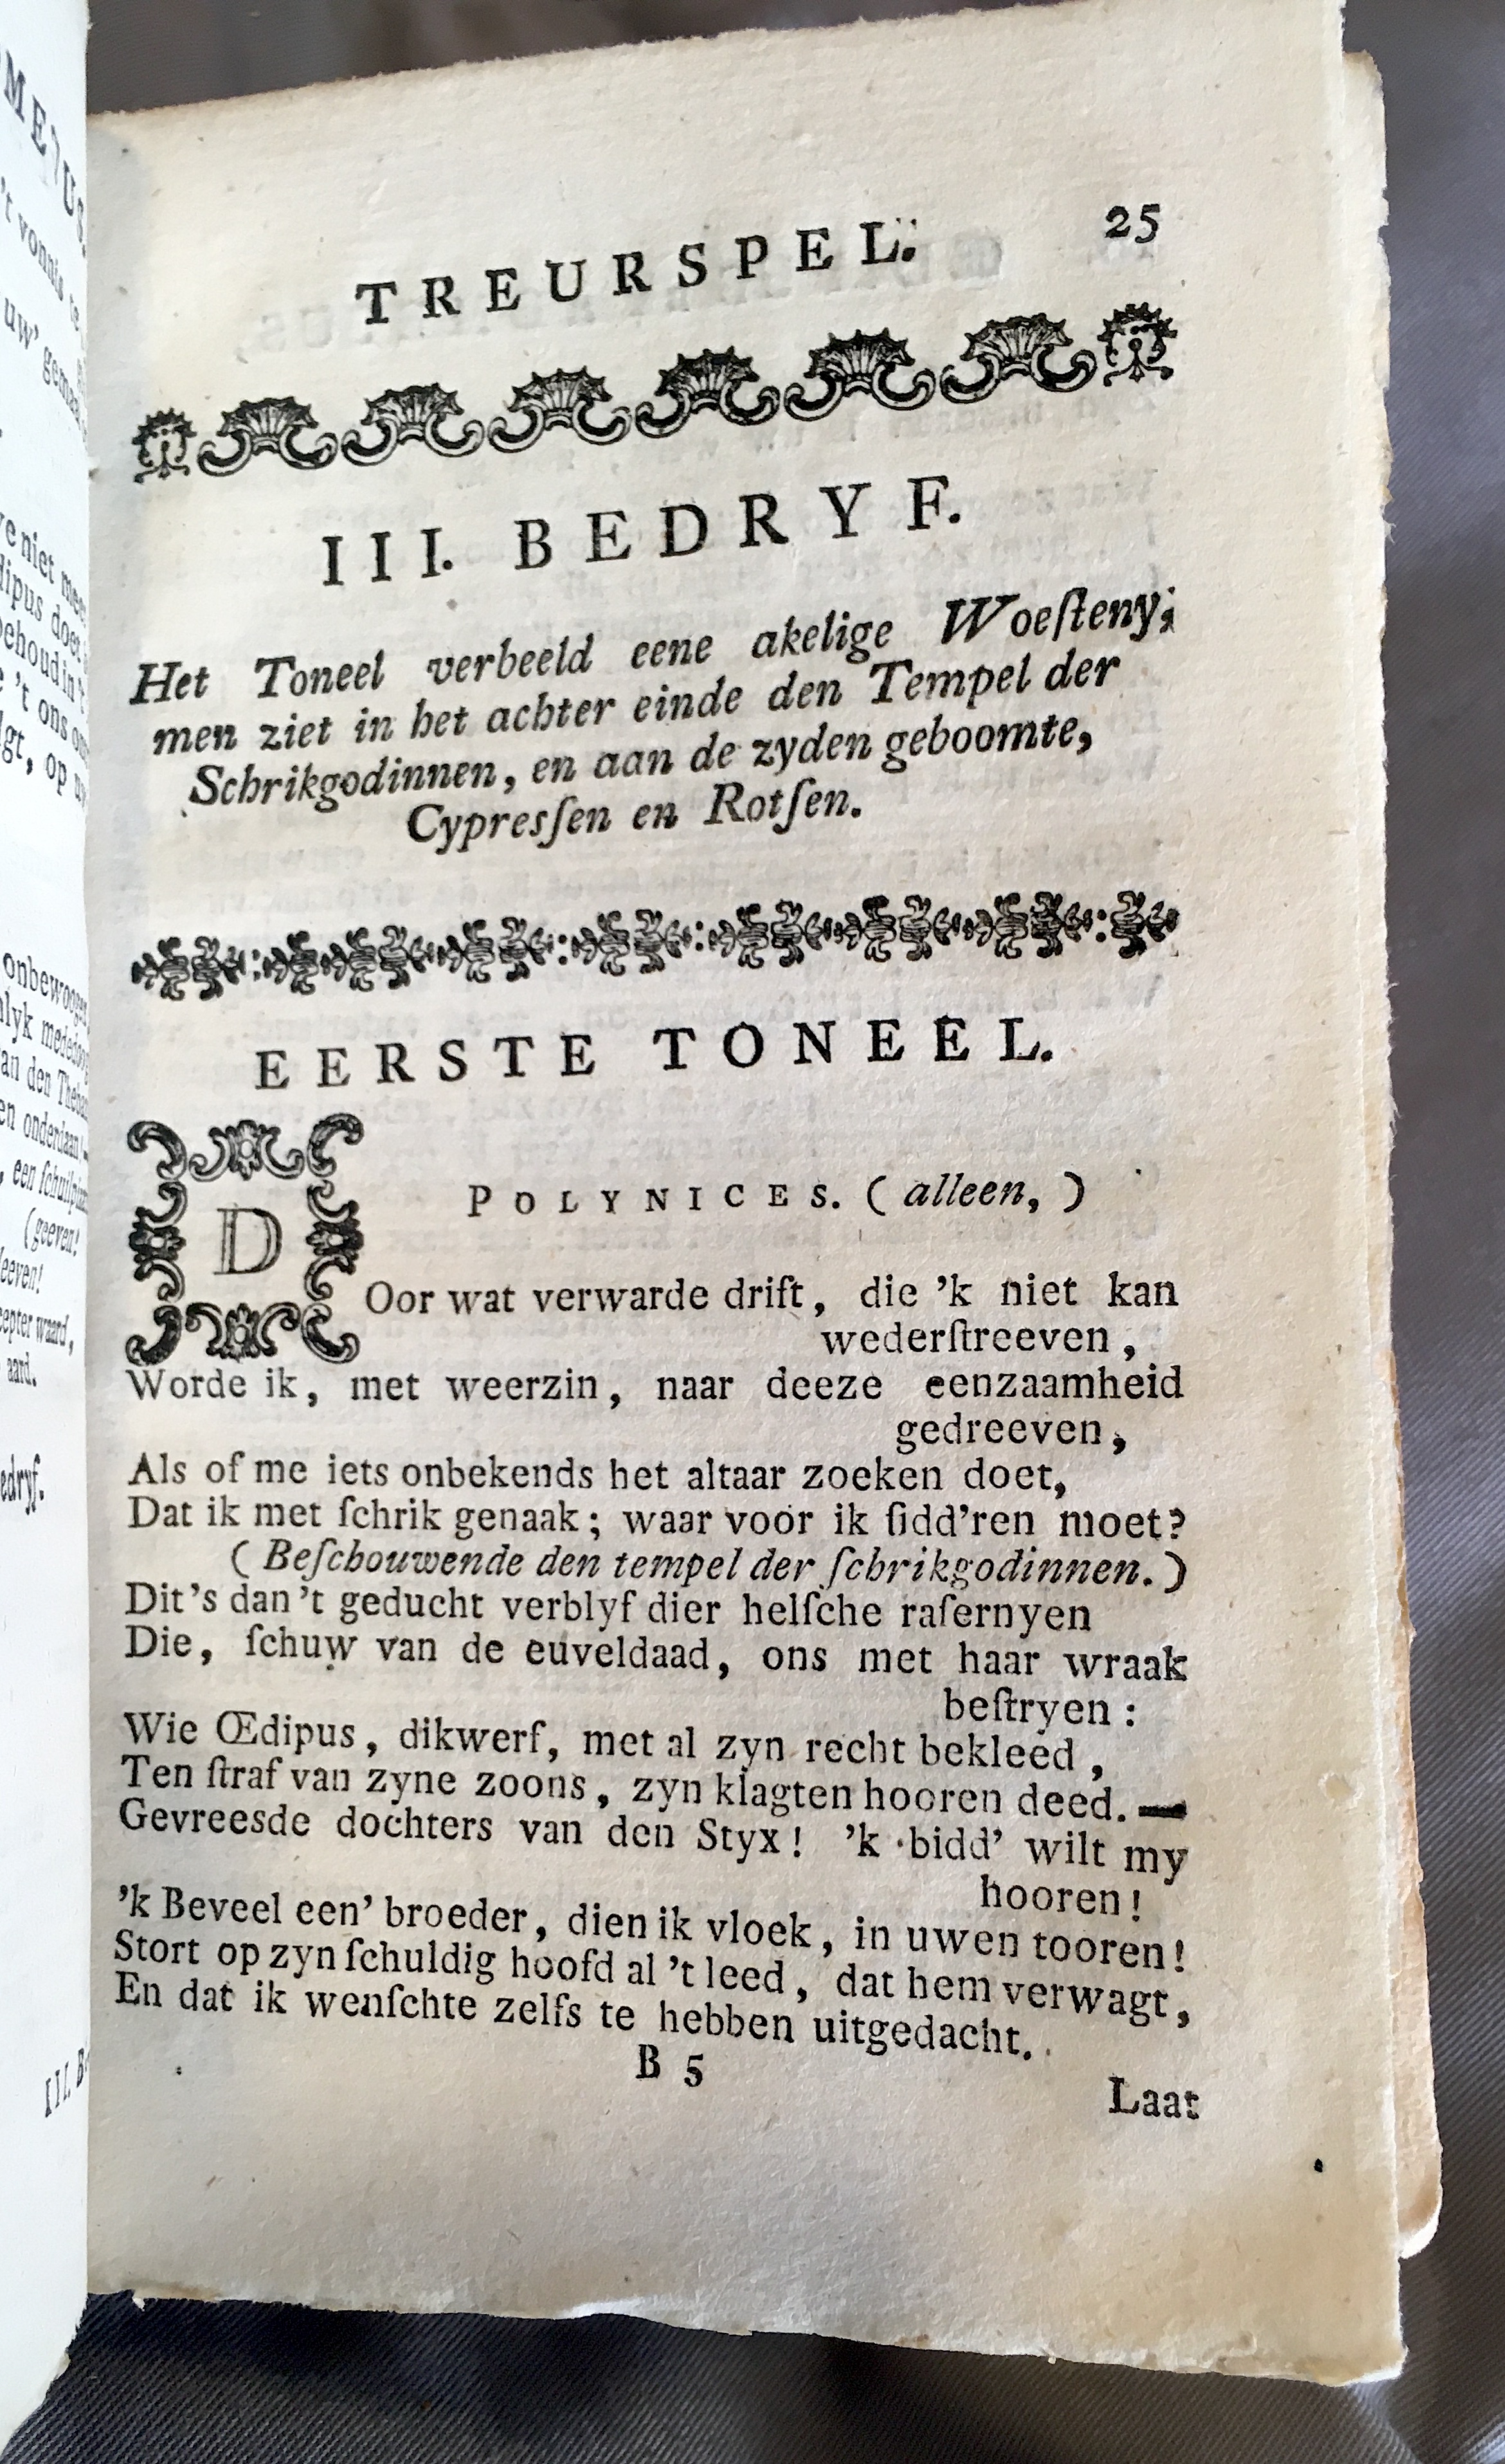 TREURSPEL.
25
III. BEDRYF.
Het Toneel verbeeld eene akelige Woeſteny;
men ziet in het achter einde den Tempel der
Schrikgodinnen, en aan de zyden geboomte,
Cypresſen en Rotſen.
EERSTE TONEEL.
POLYNICES. (alleen,)
DOor wat verwarde drift, die 'k niet kan
wederſtreeven,
Worde ik, met weerzin, naar deeze eenzaamheid
gedreeven,
Als of me iets onbekends het altaar zoeken doet,
Dat ik met ſchrik genaak; waar voor ik ſidd'ren moet?
(Beſchouwende den tempel der ſchrikgodinnen.)
Dit's dan 't geducht verblyf dier helſche raſernyen
Die, ſchuw van de euveldaad, ons met haar wraak
beſtryen:
Wie Œdipus, dikwerf, met al zyn recht bekleed,
Ten ſtraf van zyne zoons, zyn klagten hooren deed. —
Gevreesde dochters van den Styx! 'k bidd' wilt my
hooren!
'k Beveel een' broeder, dien ik vloek, in uwen tooren!
Stort op zyn ſchuldig hoofd al 't leed, dat hem verwagt,
En dat ik wenſchte zelfs te hebben uitgedacht.
B 5
Laat